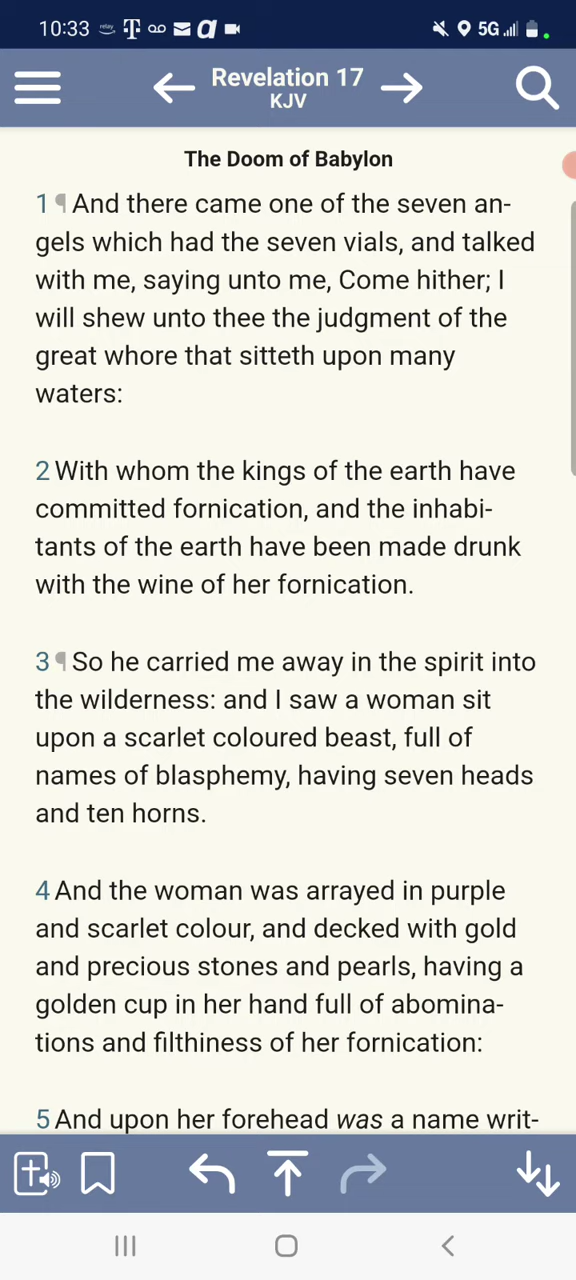 10:33 relay T a 5G
Revelation 17
KJV
The Doom of Babylon
1 ¶ And there came one of the seven an-
gels which had the seven vials, and talked
with me, saying unto me, Come hither; I
will shew unto thee the judgment of the
great whore that sitteth upon many
waters:
2 With whom the kings of the earth have
committed fornication, and the inhabi-
tants of the earth have been made drunk
with the wine of her fornication.
3 ¶ So he carried me away in the spirit into
the wilderness: and I saw a woman sit
upon a scarlet coloured beast, full of
names of blasphemy, having seven heads
and ten horns.
4 And the woman was arrayed in purple
and scarlet colour, and decked with gold
and precious stones and pearls, having a
golden cup in her hand full of abomina-
tions and filthiness of her fornication:
5 And upon her forehead was a name writ-